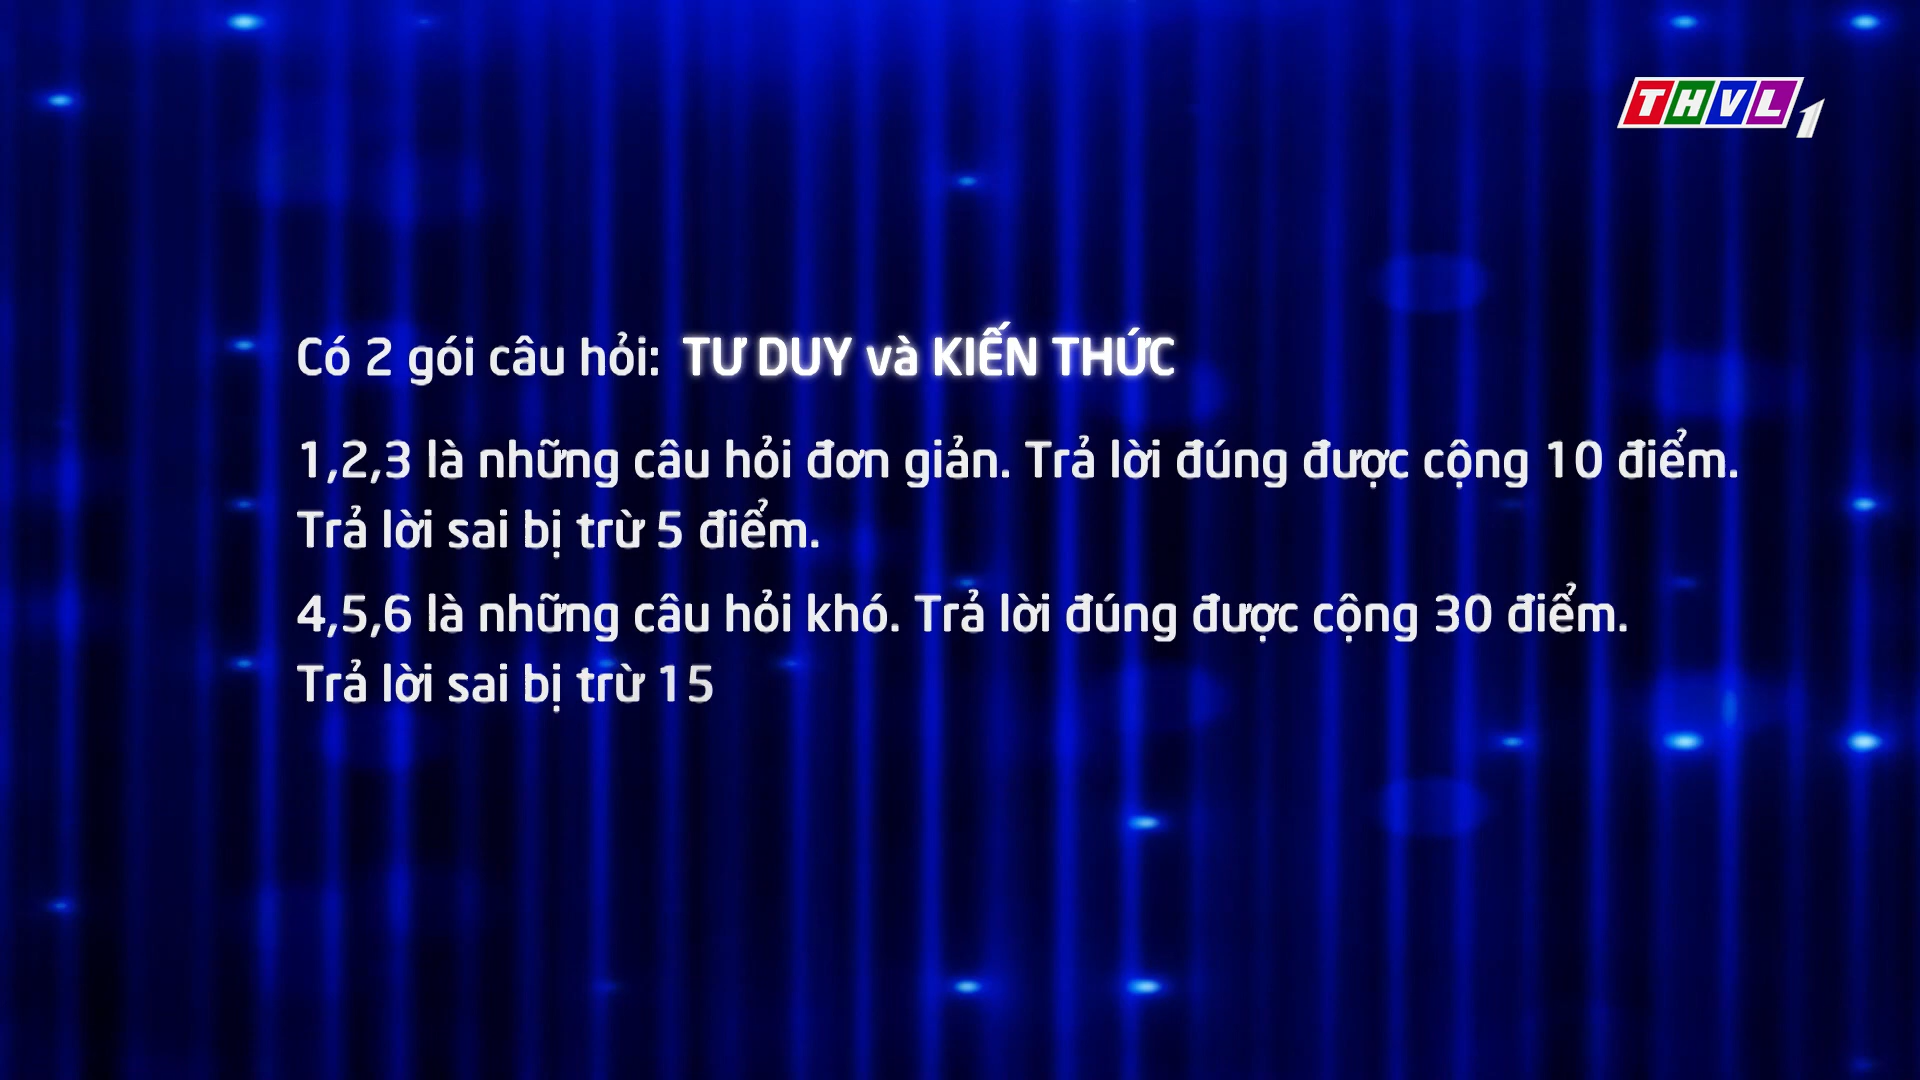 THVL1
Có 2 gói câu hỏi: TƯ DUY và KIẾN THỨC
1,2,3 là những câu hỏi đơn giản. Trả lời đúng được cộng 10 điểm.
Trả lời sai bị trừ 5 điểm.
4,5,6 là những câu hỏi khó. Trả lời đúng được cộng 30 điểm.
Trả lời sai bị trừ 15